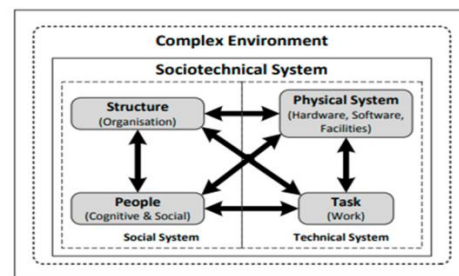 Complex Environment
Sociotechnical System
Structure
(Organisation)
Physical System
(Hardware, Software,
Facilities)
People
(Cognitive & Social)
Task
(Work)
Social System
Technical System